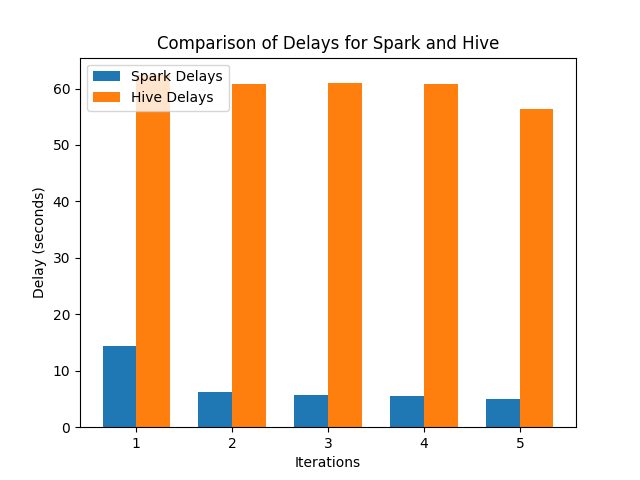 Comparison of Delays for Spark and Hive
Spark Delays
Hive Delays
60
50
40
30
20
10
0
Delay (seconds)
1 2 3 4 5
Iterations